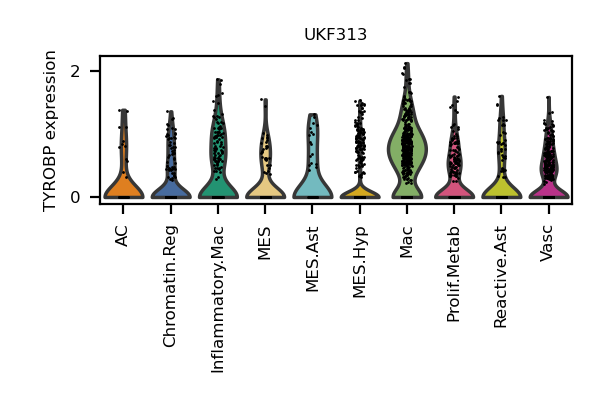 UKF313
TYROBP expression
2
0
AC
Chromatin.Reg
Inflammatory.Mac
MES
MES.Ast
MES.Hyp
Mac
Prolif.Metab
Reactive.Ast
Vasc